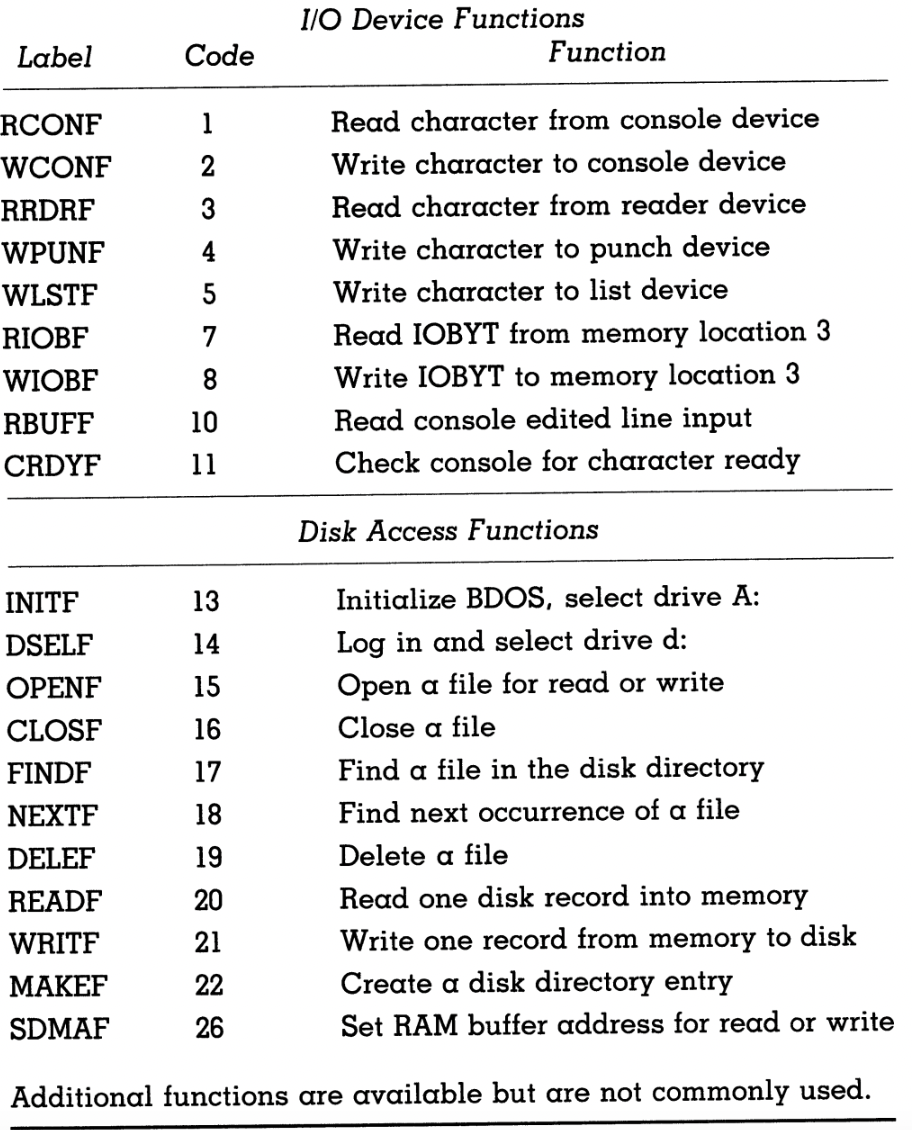 I/O Device Functions
Label Code Function
RCONF 1 Read character from console device
WCONF 2 Write character to console device
RRDRF 3 Read character from reader device
WPUNF 4 Write character to punch device
WLSTF 5 Write character to list device
RIOBF 7 Read IOBYT from memory location 3
WIOBF 8 Write IOBYT to memory location 3
RBUFF 10 Read console edited line input
CRDYF 11 Check console for character ready
Disk Access Functions
INITF 13 Initialize BDOS, select drive A:
DSELF 14 Log in and select drive d:
OPENF 15 Open a file for read or write
CLOSF 16 Close a file
FINDF 17 Find a file in the disk directory
NEXTF 18 Find next occurrence of a file
DELEF 19 Delete a file
READF 20 Read one disk record into memory
WRITF 21 Write one record from memory to disk
MAKEF 22 Create a disk directory entry
SDMAF 26 Set RAM buffer address for read or write
Additional functions are available but are not commonly used.